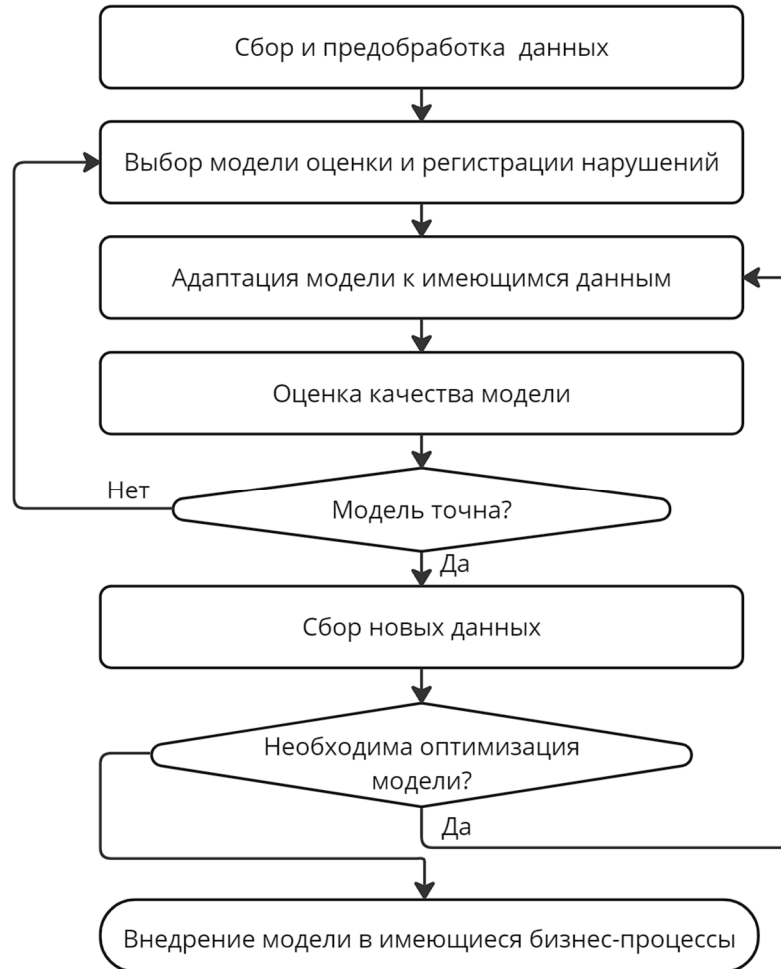 Сбор и предобработка данных
Выбор модели оценки и регистрации нарушений
Адаптация модели к имеющимся данным
Оценка качества модели
Нет
Модель точна?
Да
Сбор новых данных
Необходима оптимизация
модели?
Да
Внедрение модели в имеющиеся бизнес-процессы